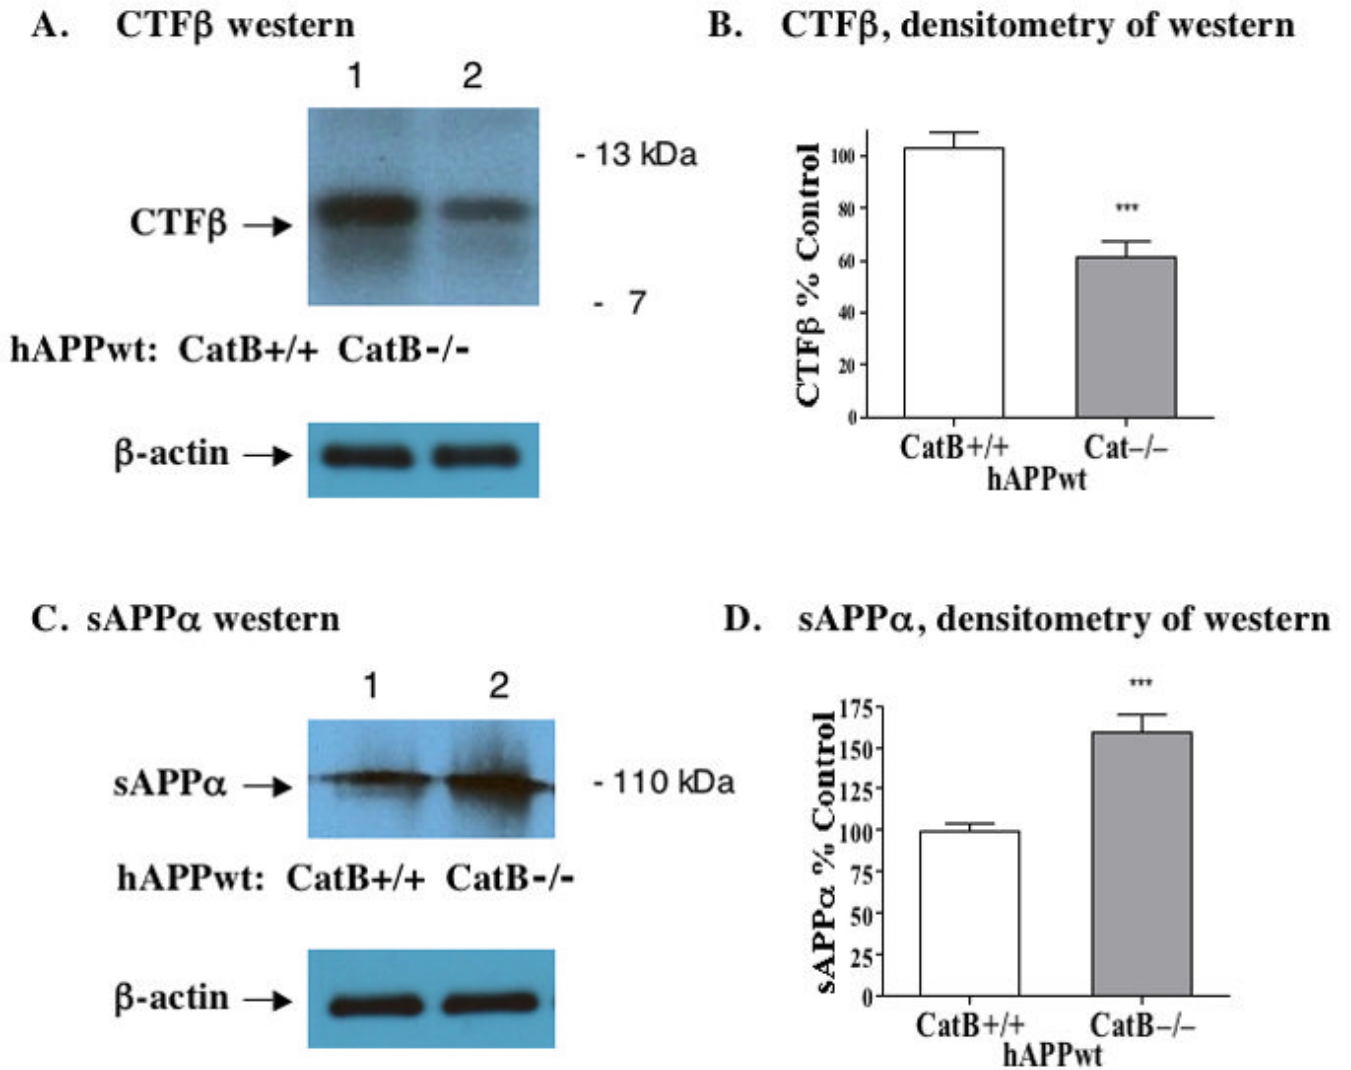 A. CTFβ western
1 2
- 13 kDa
CTFβ
- 7
hAPPwt: CatB+/+ CatB-/-
β-actin
B. CTFβ, densitometry of western
CTFβ % Control
100
80
***
60
40
20
0
CatB+/+ Cat–/–
hAPPwt
C. sAPPα western
1 2
sAPPα
- 110 kDa
hAPPwt: CatB+/+ CatB-/-
β-actin
D. sAPPα, densitometry of western
***
sAPPα % Control
175
150
125
100
75
50
25
0
CatB+/+ CatB–/–
hAPPwt